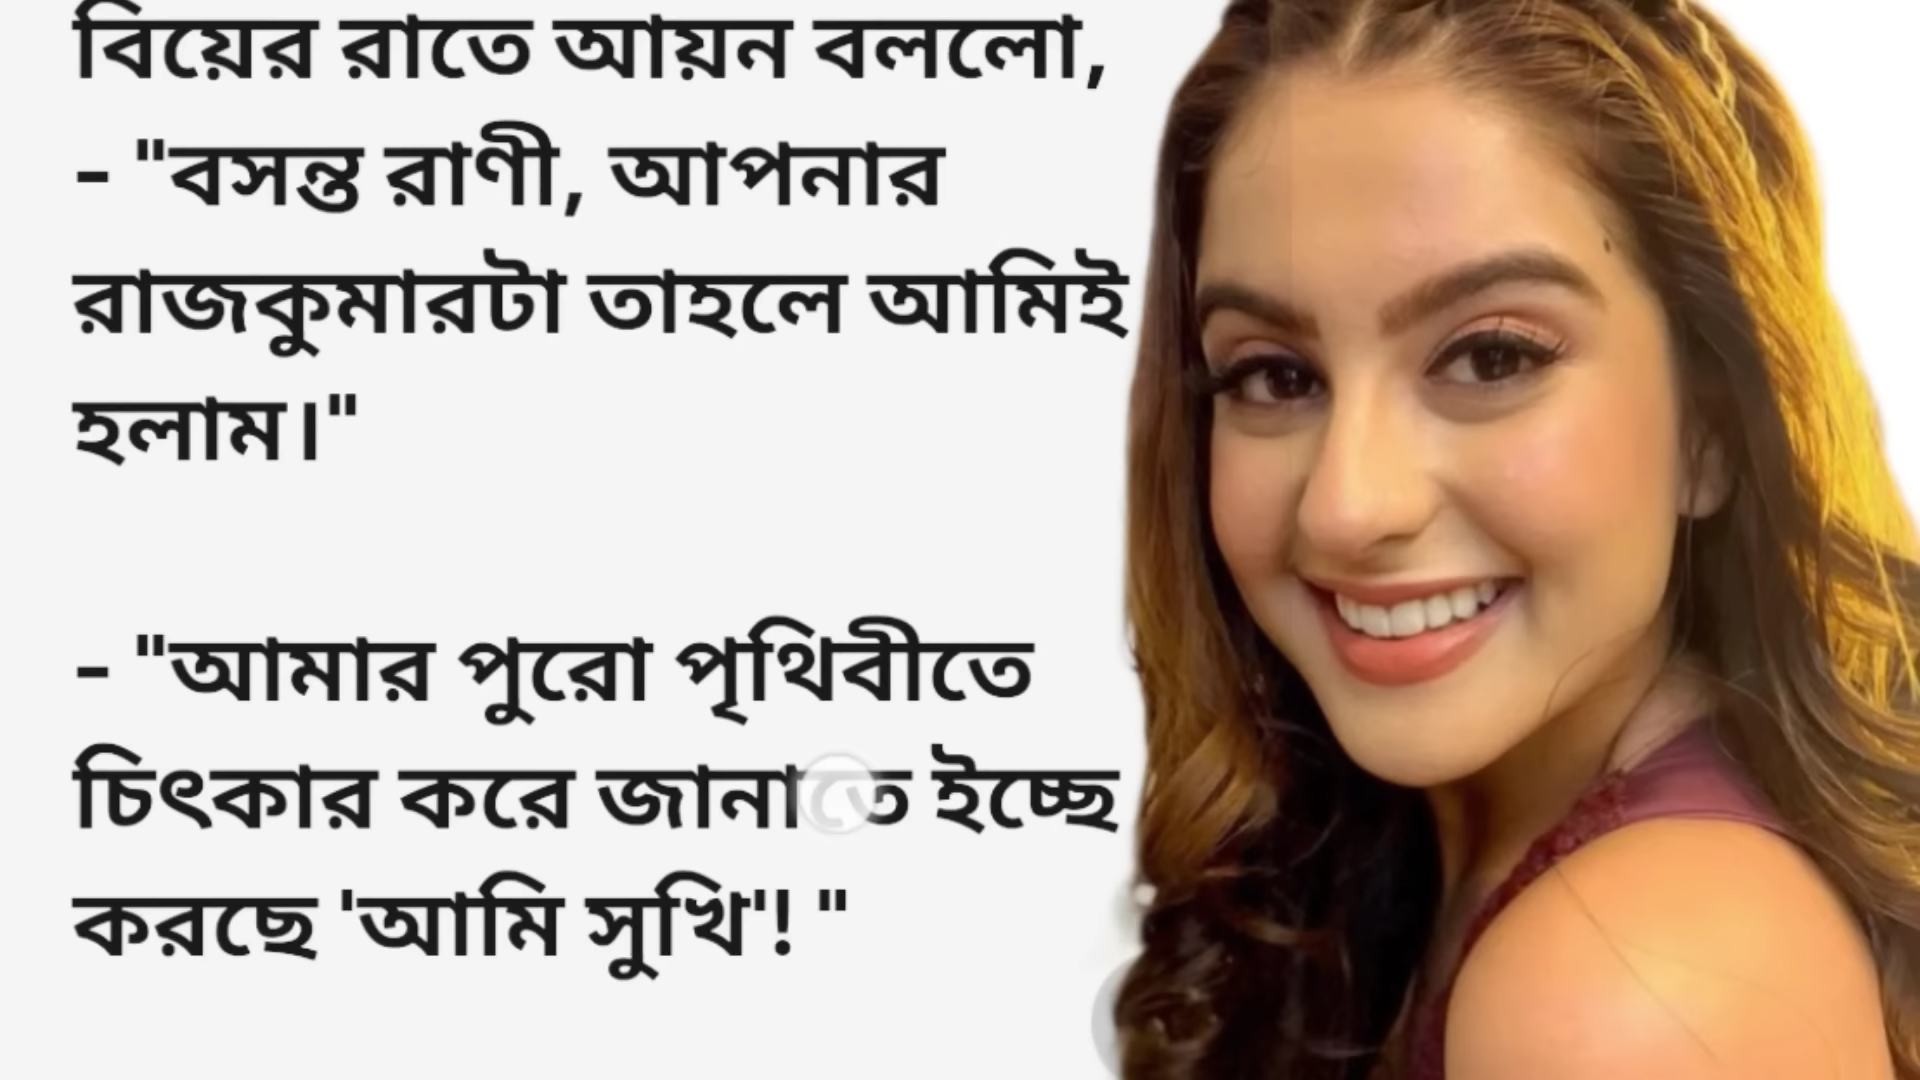 বিয়ের রাতে আয়ন বললো,
- "বসন্ত রাণী, আপনার
রাজকুমারটা তাহলে আমিই
হলাম।"
- "আমার পুরো পৃথিবীতে
চিৎকার করে জানাতে ইচ্ছে
করছে 'আমি সুখি'! "